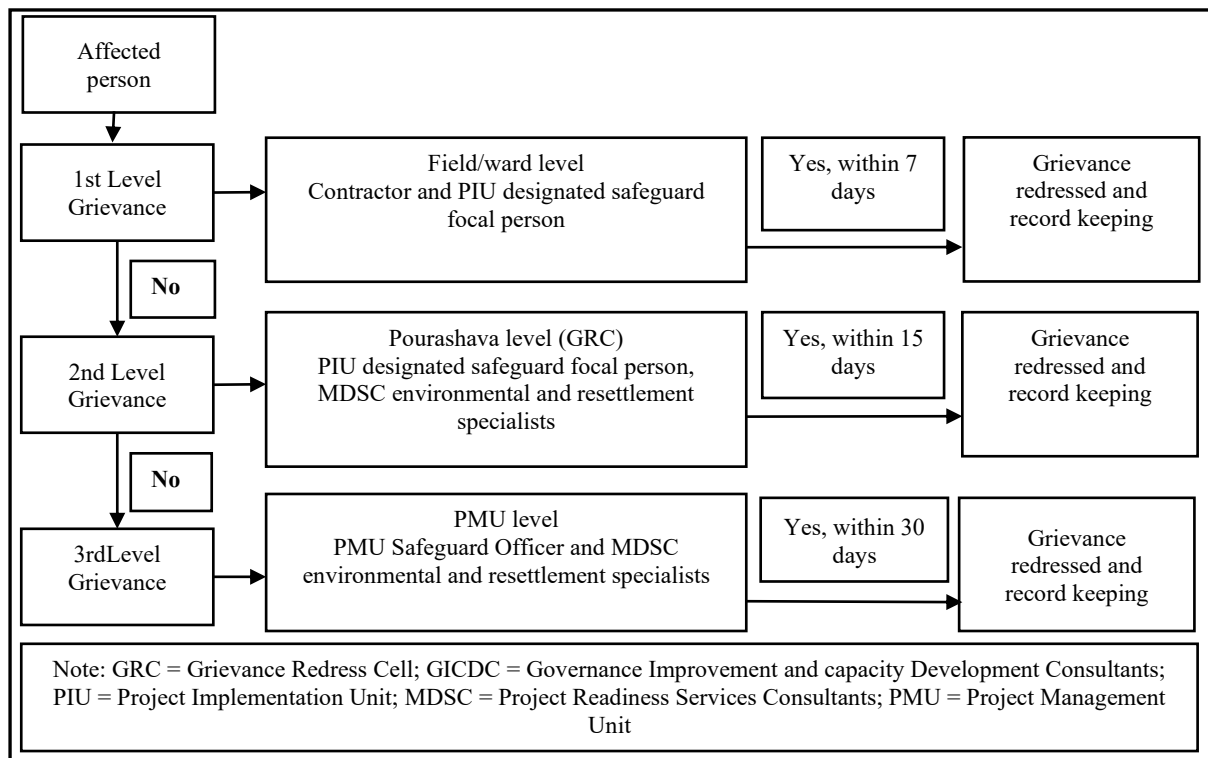 Affected
person
1st Level
Grievance
Field/ward level
Contractor and PIU designated safeguard
focal person
Yes, within 7
days
Grievance
redressed and
record keeping
No
2nd Level
Grievance
Pourashava level (GRC)
PIU designated safeguard focal person,
MDSC environmental and resettlement
specialists
Yes, within 15
days
Grievance
redressed and
record keeping
No
3rdLevel
Grievance
PMU level
PMU Safeguard Officer and MDSC
environmental and resettlement specialists
Yes, within 30
days
Grievance
redressed and
record keeping
Note: GRC = Grievance Redress Cell; GICDC = Governance Improvement and capacity Development Consultants;
PIU = Project Implementation Unit; MDSC = Project Readiness Services Consultants; PMU = Project Management
Unit